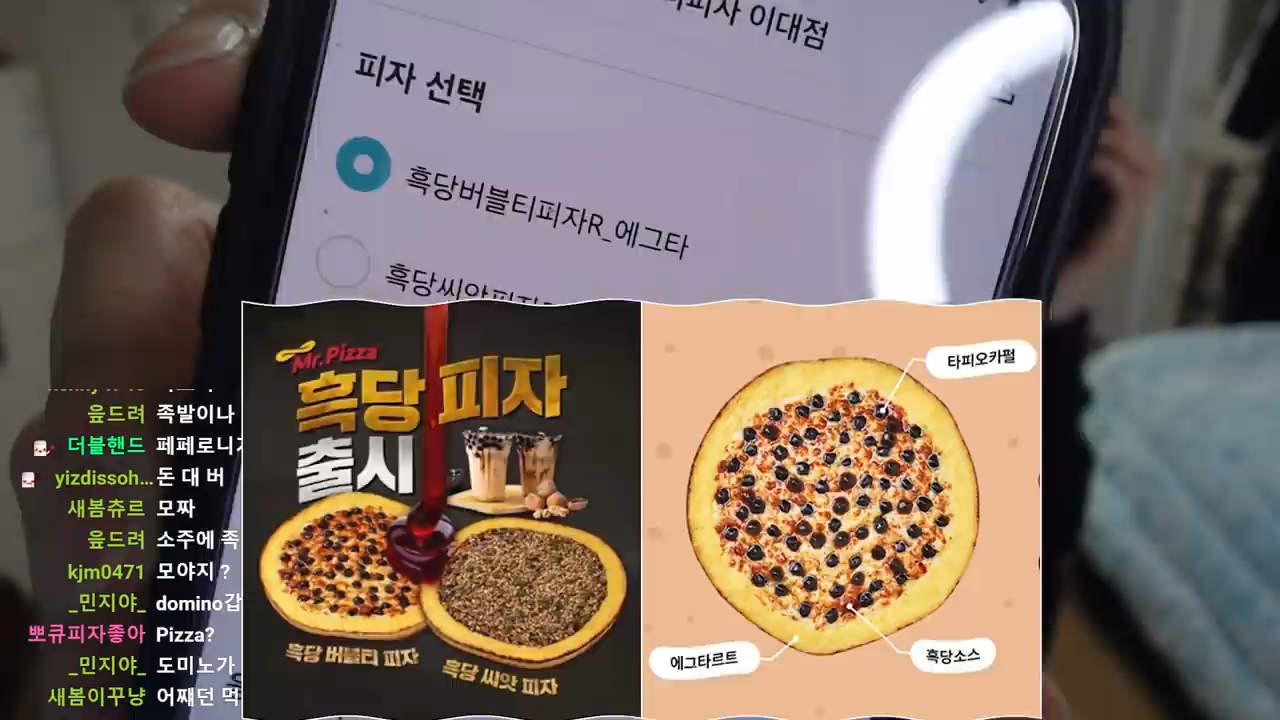 피자 이대점
피자 선택
흑당버블티피자R_에그타
흑당씨앗피자
Mr.Pizza
흑당 피자
출시
흑당 버블티 피자
흑당 씨앗 피자
타피오카펄
에그타르트
흑당소스
읖드려 족발이나
더블핸드 페페로니
yizdissoh... 돈 대 버
새봄츄르 모짜
읖드려 소주에 족
kjm0471 모야지 ?
_민지야_ domino갑
뽀큐피자좋아 Pizza?
_민지야_ 도미노가
새봄이꾸냥 어째던 먹